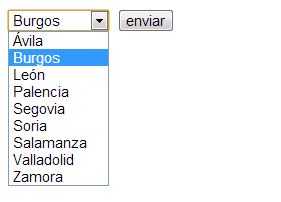 Burgos enviar
Ávila
Burgos
León
Palencia
Segovia
Soria
Salamanza
Valladolid
Zamora